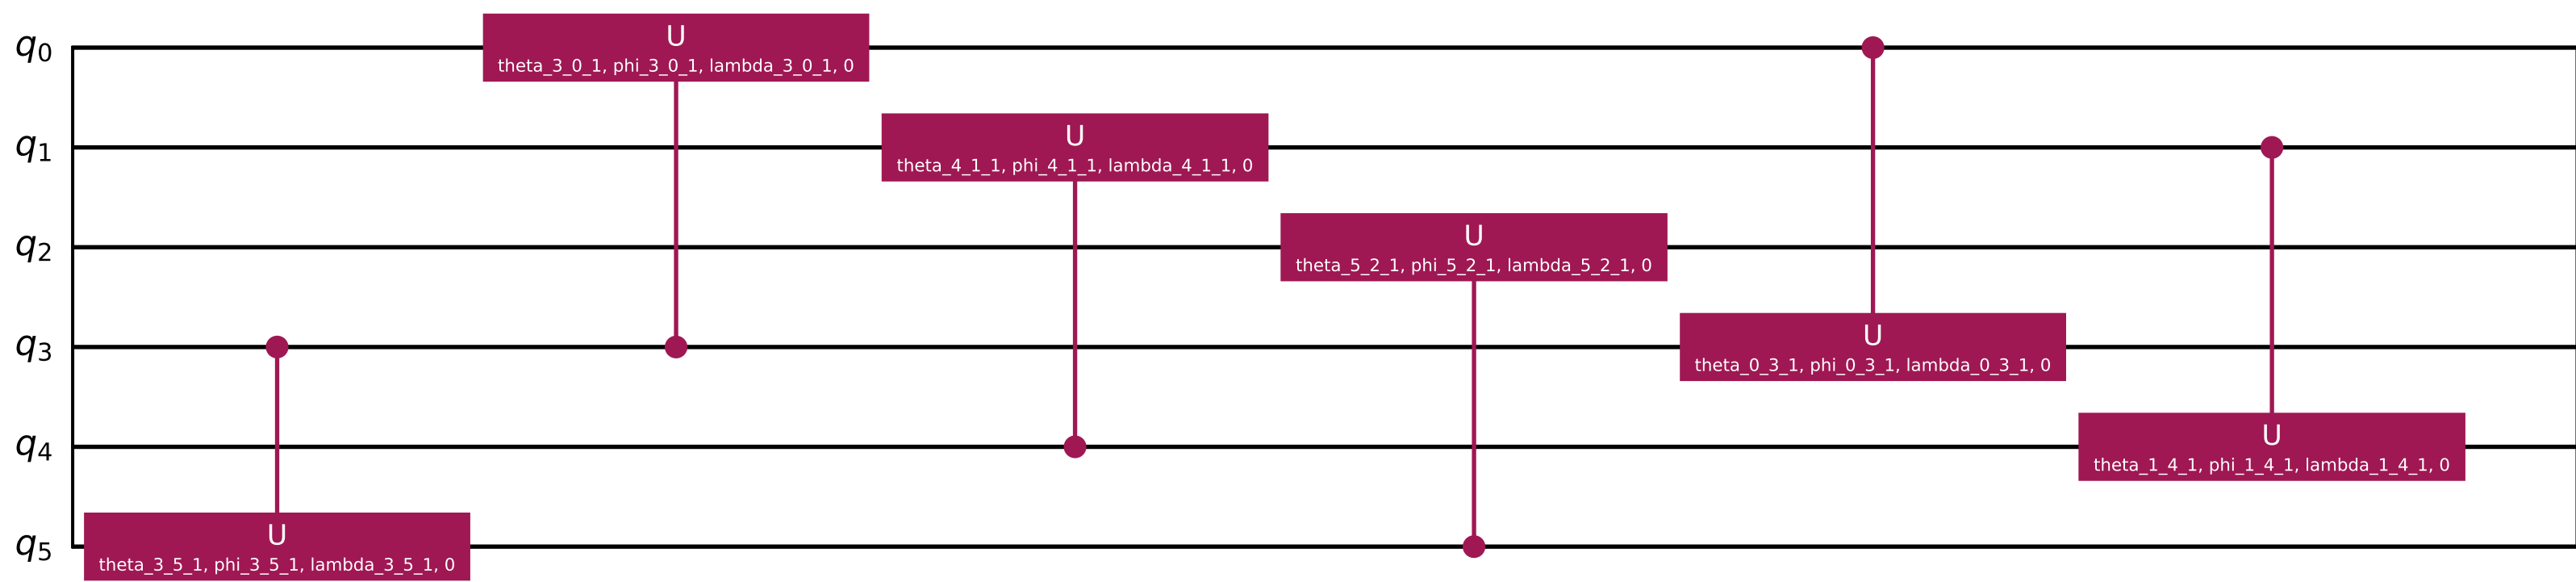 q0
U
theta_3_0_1, phi_3_0_1, lambda_3_0_1, 0
q1
U
theta_4_1_1, phi_4_1_1, lambda_4_1_1, 0
q2
U
theta_5_2_1, phi_5_2_1, lambda_5_2_1, 0
q3
U
theta_0_3_1, phi_0_3_1, lambda_0_3_1, 0
q4
U
theta_1_4_1, phi_1_4_1, lambda_1_4_1, 0
q5
U
theta_3_5_1, phi_3_5_1, lambda_3_5_1, 0